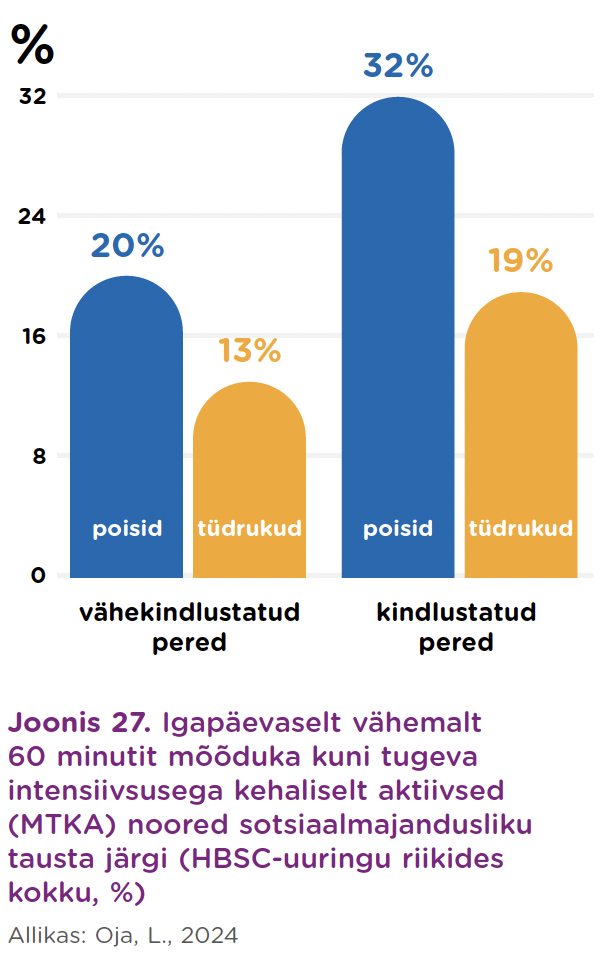 %
32
24
16
8
0
20%
13%
32%
19%
poisid
tüdrukud
poisid
tüdrukud
vähekindlustatud
pered
kindlustatud
pered
Joonis 27. Igapäevaselt vähemalt
60 minutit mõõduka kuni tugeva
intensiivsusega kehaliselt aktiivsed
(MTKA) noored sotsiaalmajandusliku
tausta järgi (HBSC-uuringu riikides
kokku, %)
Allikas: Oja, L., 2024